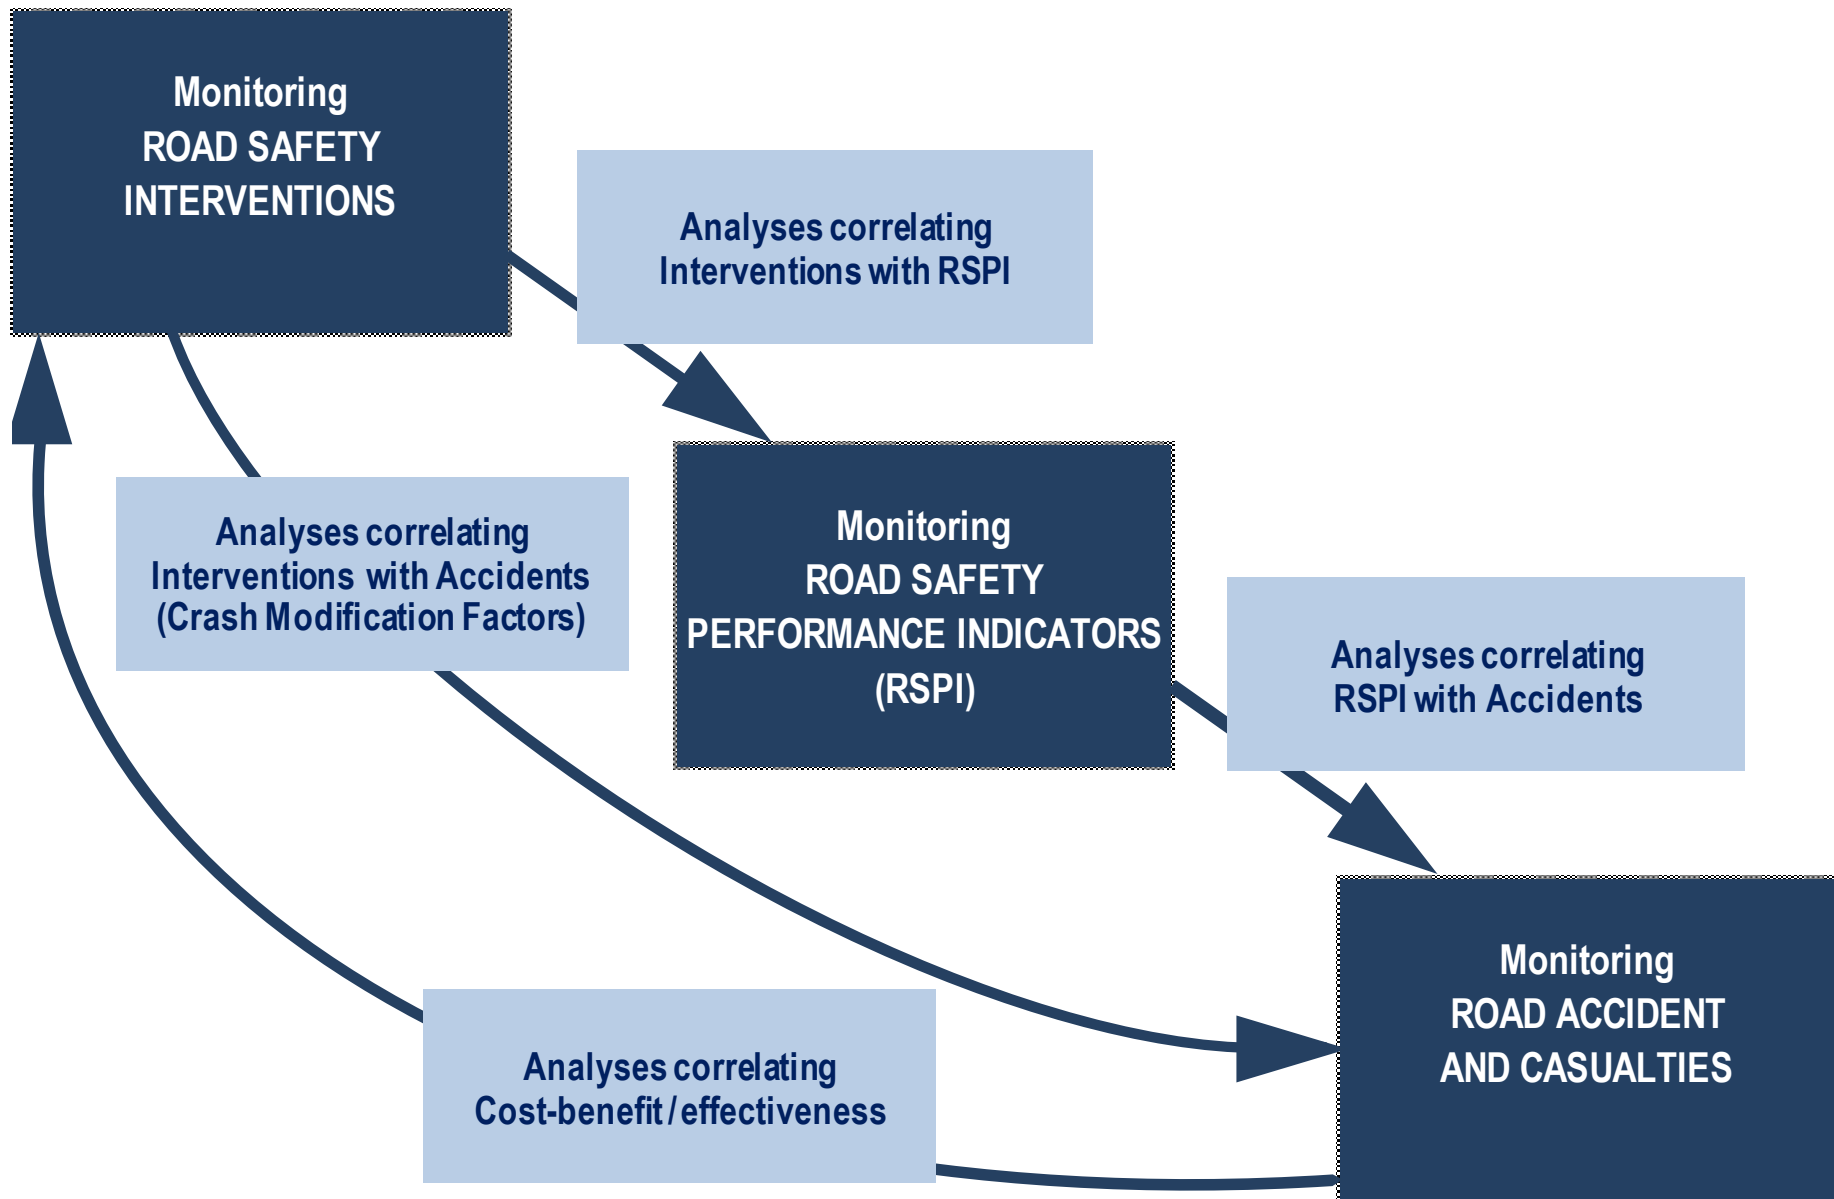 Monitoring
ROAD SAFETY
INTERVENTIONS
Analyses correlating
Interventions with RSPI
Analyses correlating
Interventions with Accidents
(Crash Modification Factors)
Monitoring
ROAD SAFETY
PERFORMANCE INDICATORS
(RSPI)
Analyses correlating
RSPI with Accidents
Monitoring
ROAD ACCIDENT
AND CASUALTIES
Analyses correlating
Cost-benefit / effectiveness